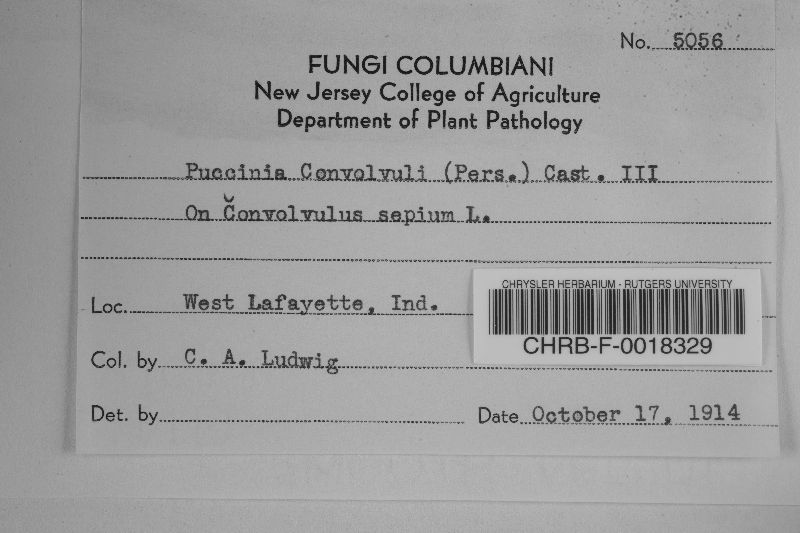 No. 5056
FUNGI COLUMBIANI
New Jersey College of Agriculture
Department of Plant Pathology
Puccinia Convolvuli (Pers.) Cast. III
On Convolvulus sepium L.
Loc. West Lafayette, Ind.
CHRYSLER HERBARIUM - RUTGERS UNIVERSITY
CHRB-F-0018329
Col. by C. A. Ludwig
Det. by
Date October 17, 1914